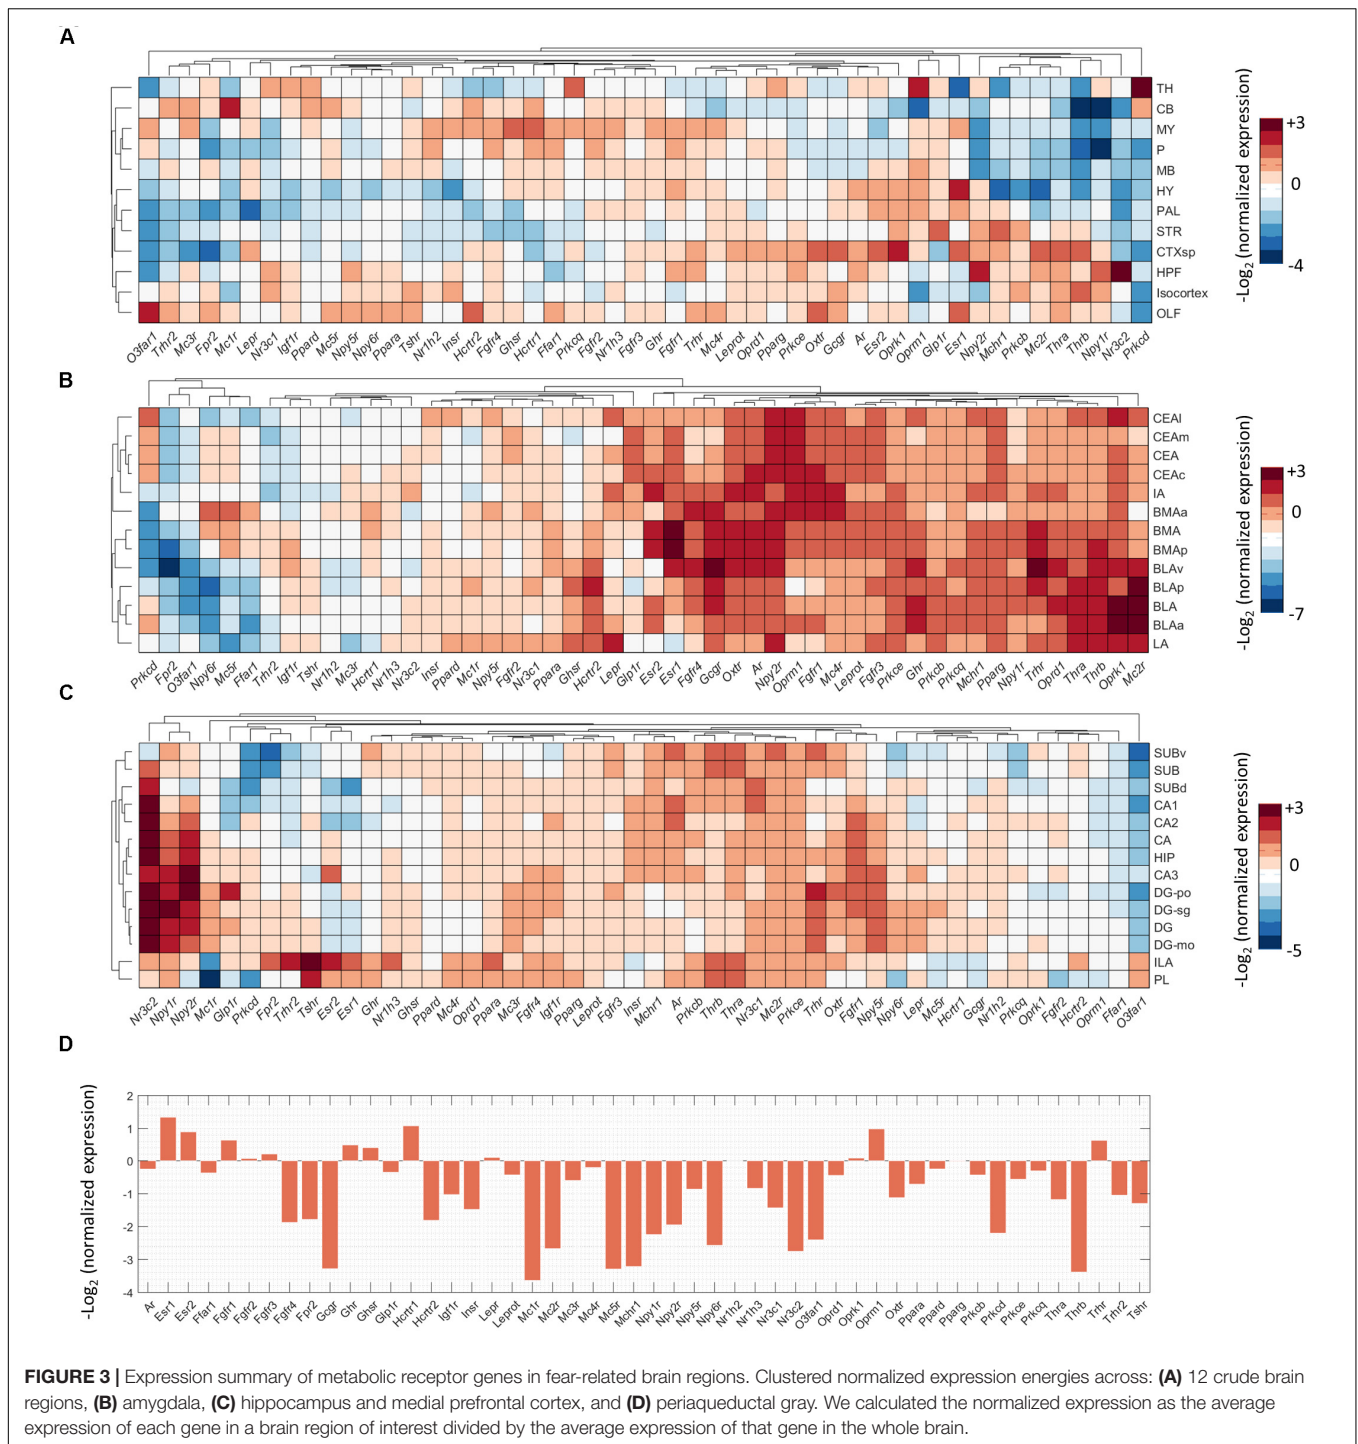 A
TH
CB
MY
P
MB
HY
PAL
STR
CTXsp
HPF
Isocortex
OLF
O3far1 Trhr2 Mc3r Fpr2 Mc1r Lepr Nr3c1 Igf1r Ppard Mc5r Npy5r Npy6r Ppara Tshr Nr1h2 Insr Hcrtr2 Fgfr4 Ghsr Hcrtr1 Ffar1 Prkcq Fgfr2 Nr1h3 Fgfr3 Ghr Fgfr1 Trhr Mc4r Leprot Oprd1 Pparg Prkce Oxtr Gcgr Ar Esr2 Oprk1 Oprm1 Glp1r Esr1 Npy2r Mchr1 Prkcb Mc2r Thra Thrb Npy1r Nr3c2 Prkcd
-Log2 (normalized expression)
+3
0
-4
B
CEAl
CEAm
CEA
CEAc
IA
BMAa
BMA
BMAp
BLAv
BLAp
BLA
BLAa
LA
Prkcd Fpr2 O3far1 Npy6r Mc5r Ffar1 Trhr2 Igf1r Tshr Nr1h2 Mc3r Hcrtr1 Nr1h3 Nr3c2 Insr Ppard Mc1r Npy5r Fgfr2 Nr3c1 Ppara Ghsr Hcrtr2 Lepr Glp1r Esr2 Esr1 Fgfr4 Gcgr Oxtr Ar Npy2r Oprm1 Fgfr1 Mc4r Leprot Fgfr3 Prkce Ghr Prkcb Prkcq Mchr1 Pparg Npy1r Trhr Oprd1 Thra Thrb Oprk1 Mc2r
-Log2 (normalized expression)
+3
0
-7
C
SUBv
SUB
SUBd
CA1
CA2
CA
HIP
CA3
DG-po
DG-sg
DG
DG-mo
ILA
PL
Nr3c2 Npy1r Npy2r Mc1r Glp1r Prkcd Fpr2 Trhr2 Tshr Esr2 Esr1 Ghr Nr1h3 Ghsr Ppard Mc4r Oprd1 Ppara Mc3r Fgfr4 Igf1r Pparg Leprot Fgfr3 Insr Mchr1 Ar Prkcb Thrb Thra Nr3c1 Mc2r Prkce Trhr Oxtr Fgfr1 Npy5r Npy6r Lepr Mc5r Hcrtr1 Gcgr Nr1h2 Prkcq Oprk1 Fgfr2 Hcrtr2 Oprm1 Ffar1 O3far1
-Log2 (normalized expression)
+3
0
-5
D
-Log2 (normalized expression)
2
1
0
-1
-2
-3
-4
Ar Esr1 Esr2 Ffar1 Fgfr1 Fgfr2 Fgfr3 Fgfr4 Fpr2 Gcgr Ghr Ghsr Glp1r Hcrtr1 Hcrtr2 Igf1r Insr Lepr Leprot Mc1r Mc2r Mc3r Mc4r Mc5r Mchr1 Npy1r Npy2r Npy5r Npy6r Nr1h2 Nr1h3 Nr3c1 Nr3c2 O3far1 Oprd1 Oprk1 Oprm1 Oxtr Ppara Ppard Pparg Prkcb Prkcd Prkce Prkcq Thra Thrb Trhr Trhr2 Tshr
FIGURE 3 | Expression summary of metabolic receptor genes in fear-related brain regions. Clustered normalized expression energies across: (A) 12 crude brain
regions, (B) amygdala, (C) hippocampus and medial prefrontal cortex, and (D) periaqueductal gray. We calculated the normalized expression as the average
expression of each gene in a brain region of interest divided by the average expression of that gene in the whole brain.